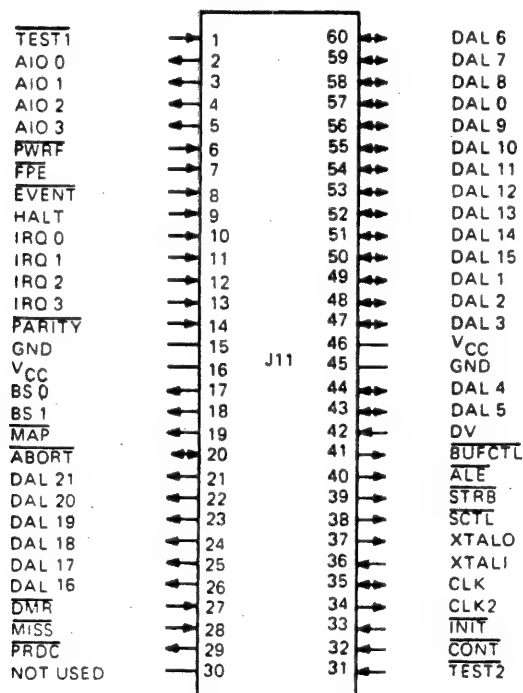 TEST1 1 60 DAL 6
AIO 0 2 59 DAL 7
AIO 1 3 58 DAL 8
AIO 2 4 57 DAL 0
AIO 3 5 56 DAL 9
PWRF 6 55 DAL 10
FPE 7 54 DAL 11
EVENT 8 53 DAL 12
HALT 9 52 DAL 13
IRQ 0 10 51 DAL 14
IRQ 1 11 50 DAL 15
IRQ 2 12 49 DAL 1
IRQ 3 13 48 DAL 2
PARITY 14 47 DAL 3
GND 15 46 VCC
J11
VCC 16 45 GND
BS 0 17 44 DAL 4
BS 1 18 43 DAL 5
MAP 19 42 DV
ABORT 20 41 BUFCTL
DAL 21 21 40 ALE
DAL 20 22 39 STRB
DAL 19 23 38 SCTL
DAL 18 24 37 XTALO
DAL 17 25 36 XTALI
DAL 16 26 35 CLK
DMR 27 34 CLK2
MISS 28 33 INIT
PRDC 29 32 CONT
NOT USED 30 31 TEST2